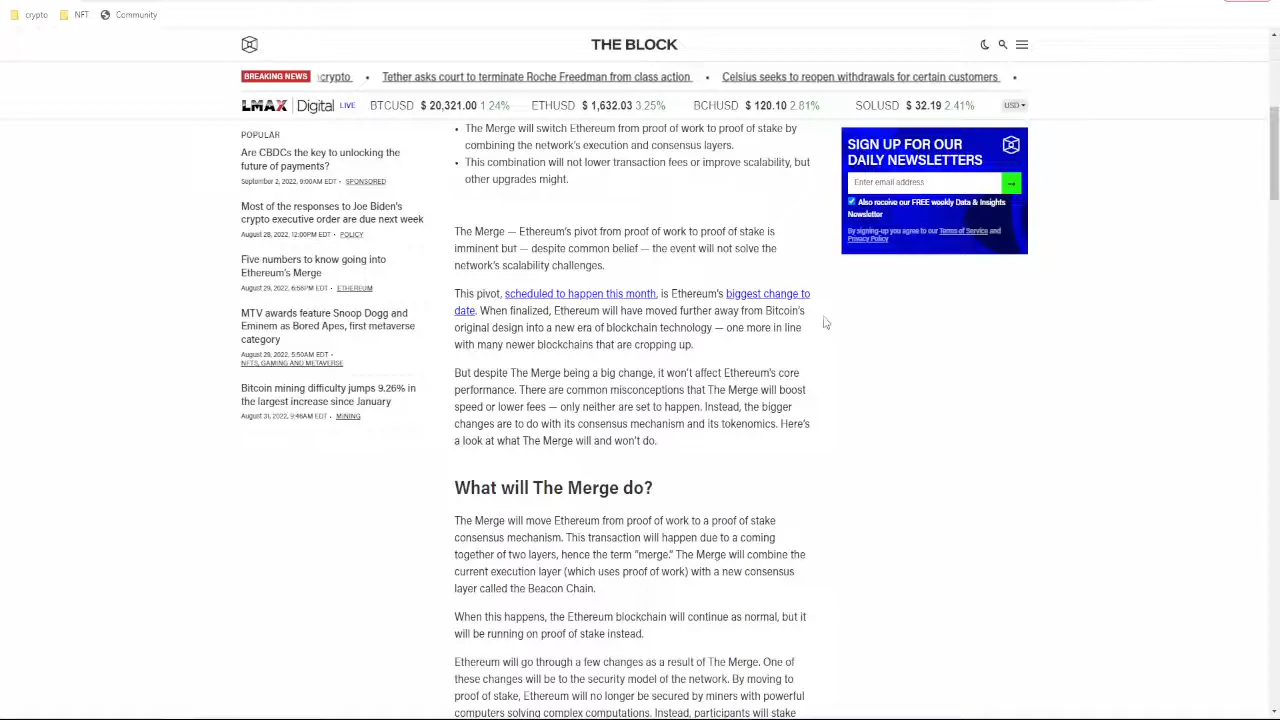 crypto
NFT
Community
THE BLOCK
BREAKING NEWS
crypto • Tether asks court to terminate Roche Freedman from class action • Celsius seeks to reopen withdrawals for certain customers •
LMAX Digital LIVE
BTCUSD $ 20,321.00 1.24% ETHUSD $ 1,632.03 3.25% BCHUSD $ 120.10 2.81% SOLUSD $ 32.19 2.41% USD
POPULAR
Are CBDCs the key to unlocking the
future of payments?
September 2, 2022, 9:00AM EDT • SPONSORED
Most of the responses to Joe Biden's
crypto executive order are due next week
August 28, 2022, 12:00PM EDT • POLICY
Five numbers to know going into
Ethereum's Merge
August 29, 2022, 6:56PM EDT • ETHEREUM
MTV awards feature Snoop Dogg and
Eminem as Bored Apes, first metaverse
category
August 29, 2022, 5:50AM EDT •
NFTS, GAMING AND METAVERSE
Bitcoin mining difficulty jumps 9.26% in
the largest increase since January
August 31, 2022, 9:46AM EDT • MINING
• The Merge will switch Ethereum from proof of work to proof of stake by
combining the network's execution and consensus layers.
• This combination will not lower transaction fees or improve scalability, but
other upgrades might.
The Merge — Ethereum's pivot from proof of work to proof of stake is
imminent but — despite common belief — the event will not solve the
network's scalability challenges.
This pivot, scheduled to happen this month, is Ethereum's biggest change to
date. When finalized, Ethereum will have moved further away from Bitcoin's
original design into a new era of blockchain technology — one more in line
with many newer blockchains that are cropping up.
But despite The Merge being a big change, it won't affect Ethereum's core
performance. There are common misconceptions that The Merge will boost
speed or lower fees — only neither are set to happen. Instead, the bigger
changes are to do with its consensus mechanism and its tokenomics. Here's
a look at what The Merge will and won't do.
What will The Merge do?
The Merge will move Ethereum from proof of work to a proof of stake
consensus mechanism. This transaction will happen due to a coming
together of two layers, hence the term "merge." The Merge will combine the
current execution layer (which uses proof of work) with a new consensus
layer called the Beacon Chain.
When this happens, the Ethereum blockchain will continue as normal, but it
will be running on proof of stake instead.
Ethereum will go through a few changes as a result of The Merge. One of
these changes will be to the security model of the network. By moving to
proof of stake, Ethereum will no longer be secured by miners with powerful
computers solving complex computations. Instead, participants will stake
SIGN UP FOR OUR
DAILY NEWSLETTERS
Enter email address
→
Also receive our FREE weekly Data & Insights
Newsletter
By signing-up you agree to our Terms of Service and
Privacy Policy